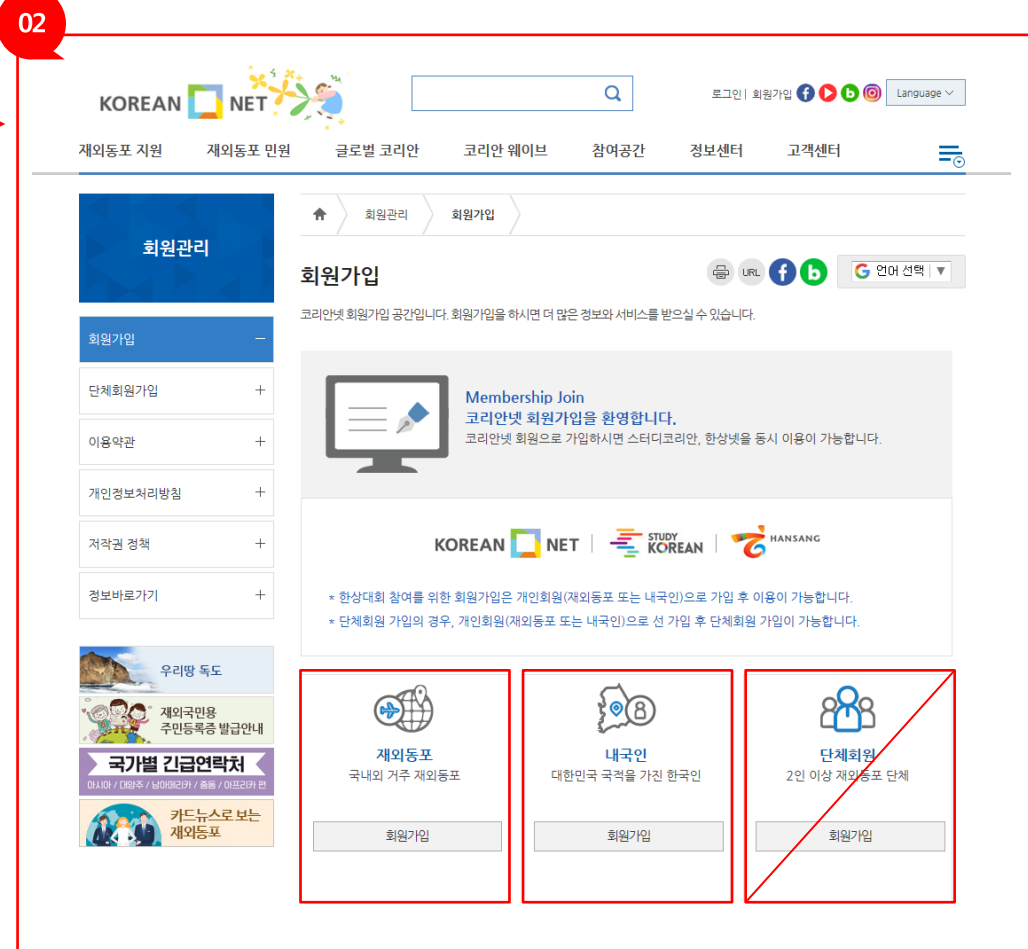 02
KOREAN NET
로그인 | 회원가입
Language
재외동포 지원 재외동포 민원 글로벌 코리안 코리안 웨이브 참여공간 정보센터 고객센터
회원관리
회원가입
단체회원가입
이용약관
개인정보처리방침
저작권 정책
정보바로가기
우리땅 독도
재외국민용
주민등록증 발급안내
국가별 긴급연락처
아시아 / 대양주 / 남아메리카 / 중동 / 아프리카 편
카드뉴스로 보는
재외동포
회원관리 회원가입
회원가입
URL
언어 선택 | ▼
코리안넷 회원가입 공간입니다. 회원가입을 하시면 더 많은 정보와 서비스를 받으실 수 있습니다.
Membership Join
코리안넷 회원가입을 환영합니다.
코리안넷 회원으로 가입하시면 스터디코리안, 한상넷을 동시 이용이 가능합니다.
KOREAN NET | STUDY KOREAN | HANSANG
* 한상대회 참여를 위한 회원가입은 개인회원(재외동포 또는 내국인)으로 가입 후 이용이 가능합니다.
* 단체회원 가입의 경우, 개인회원(재외동포 또는 내국인)으로 선 가입 후 단체회원 가입이 가능합니다.
재외동포
국내외 거주 재외동포
회원가입
내국인
대한민국 국적을 가진 한국인
회원가입
단체회원
2인 이상 재외동포 단체
회원가입